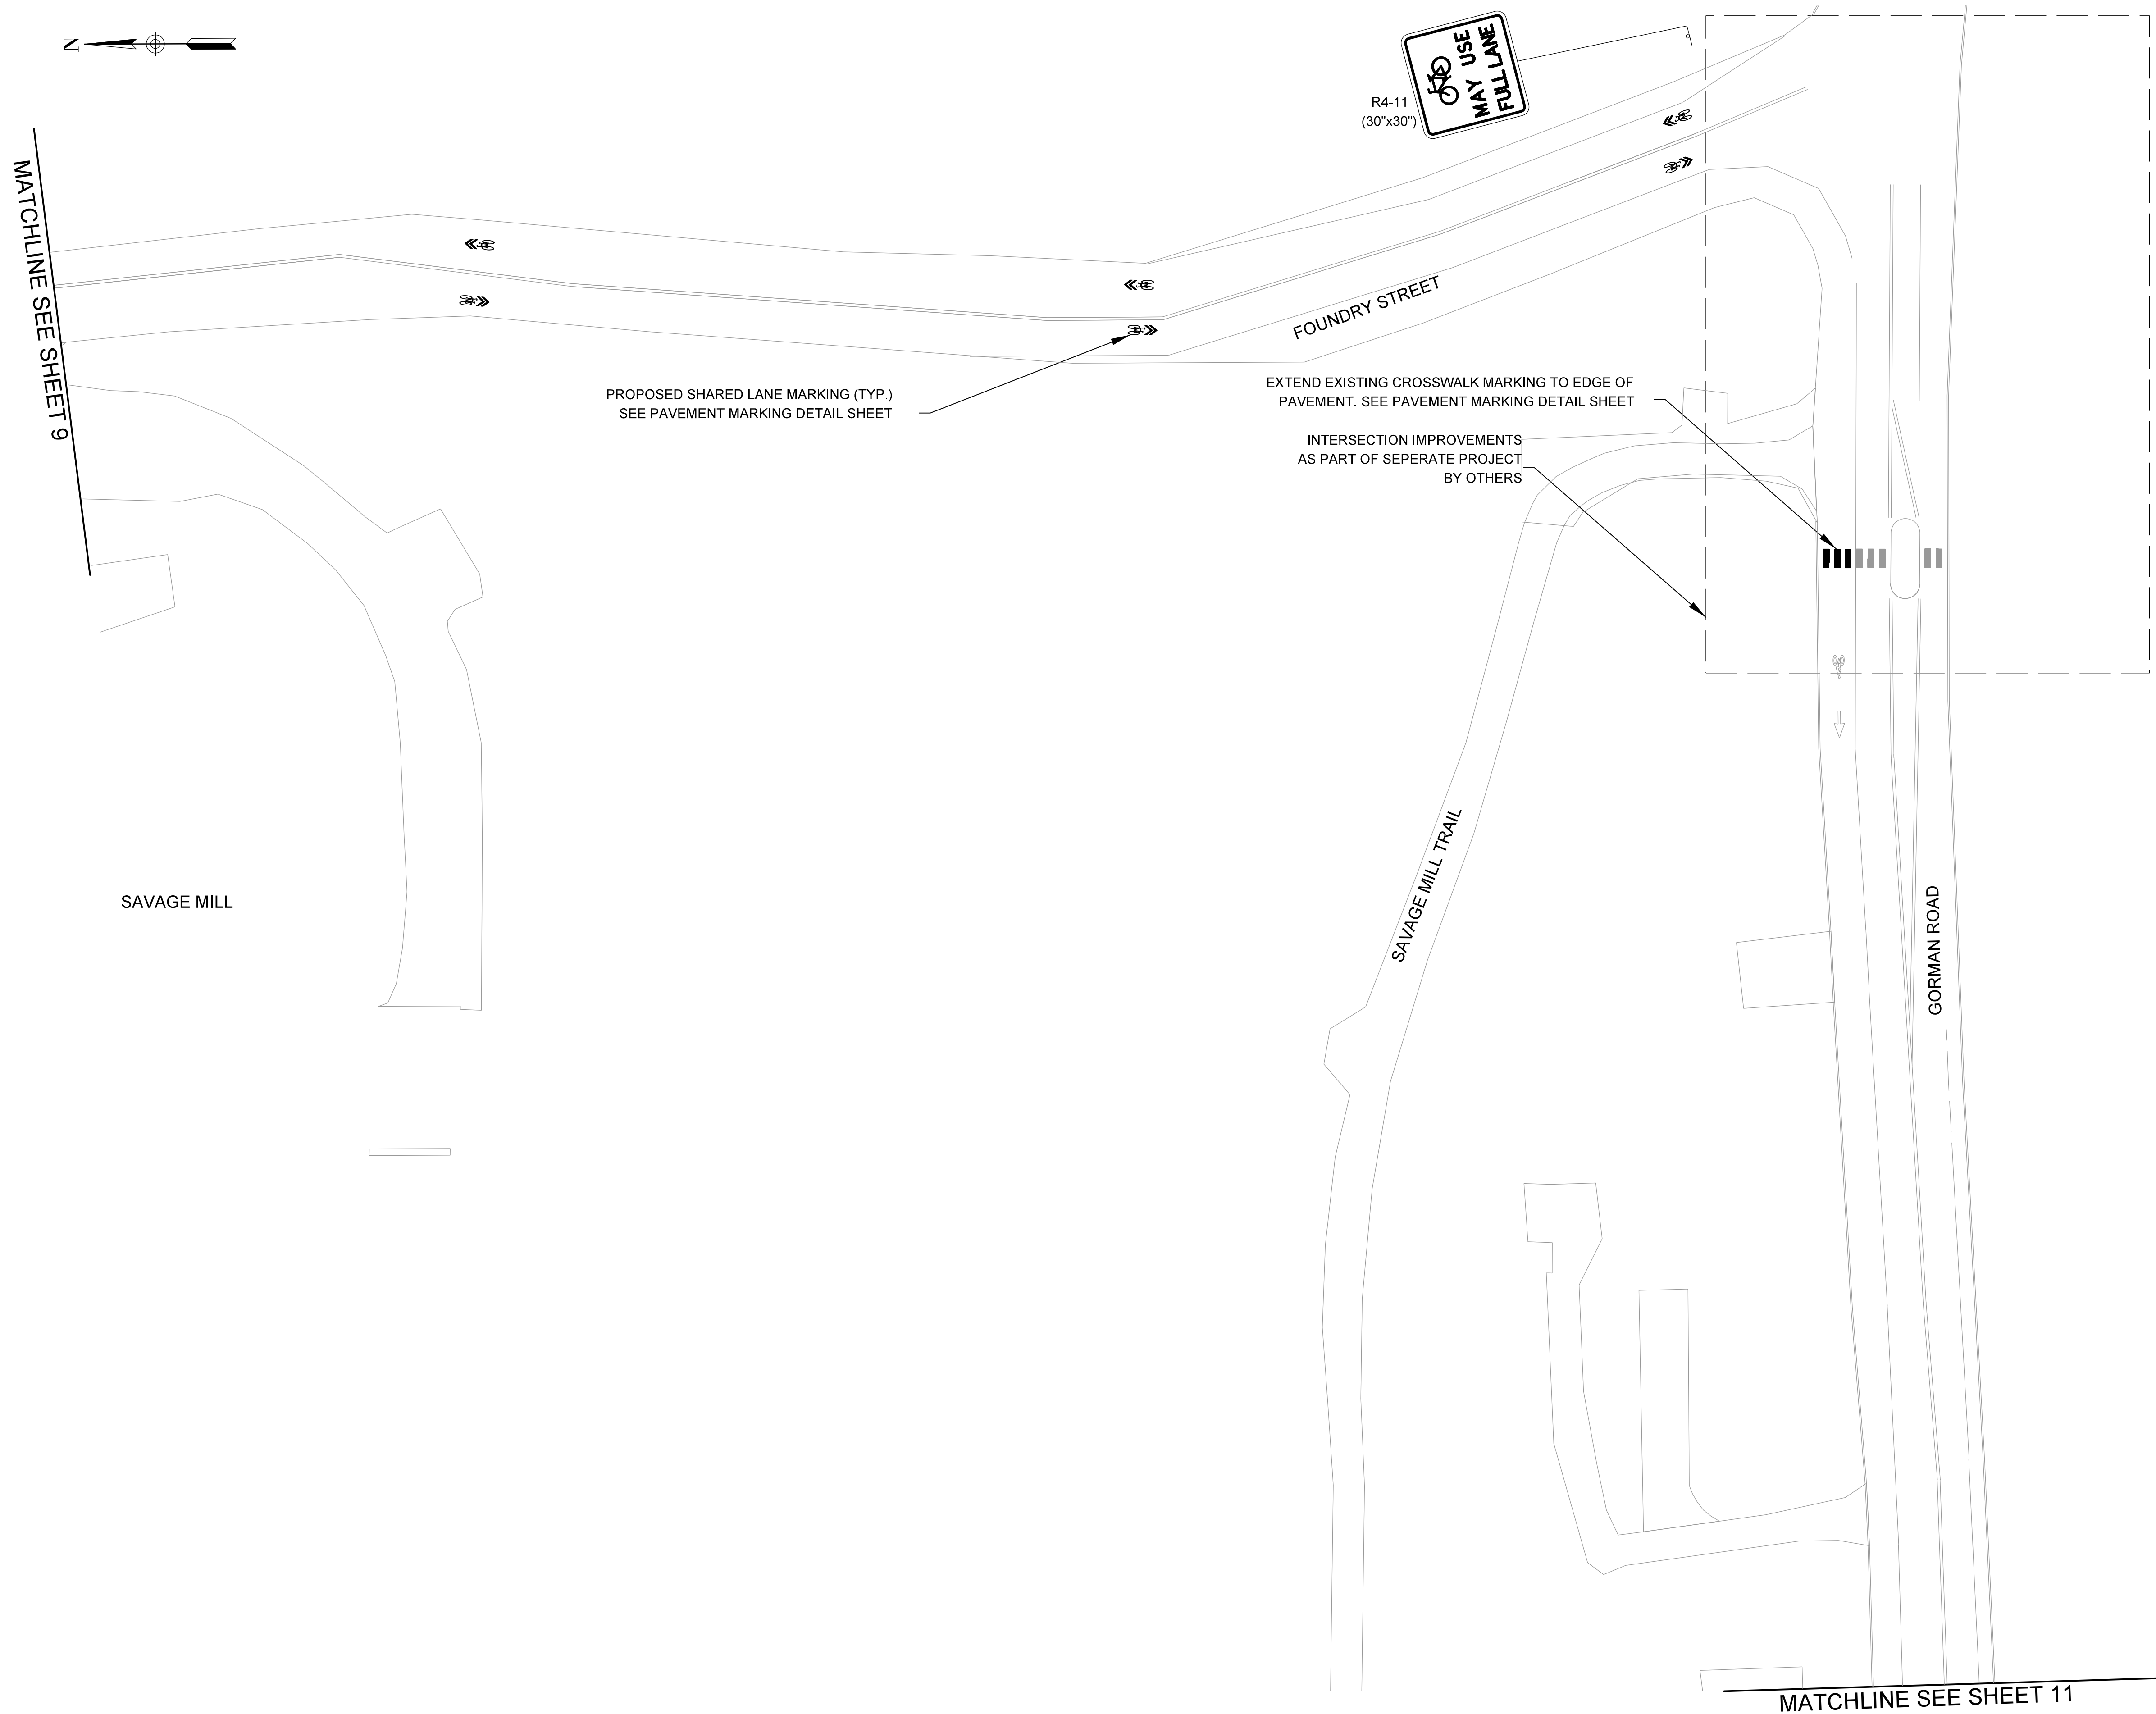 N
MAY USE
FULL LANE
R4-11
(30"x30")
MATCHLINE SEE SHEET 9
FOUNDRY STREET
PROPOSED SHARED LANE MARKING (TYP.)
SEE PAVEMENT MARKING DETAIL SHEET
EXTEND EXISTING CROSSWALK MARKING TO EDGE OF
PAVEMENT. SEE PAVEMENT MARKING DETAIL SHEET
INTERSECTION IMPROVEMENTS
AS PART OF SEPERATE PROJECT
BY OTHERS
SAVAGE MILL
SAVAGE MILL TRAIL
GORMAN ROAD
MATCHLINE SEE SHEET 11